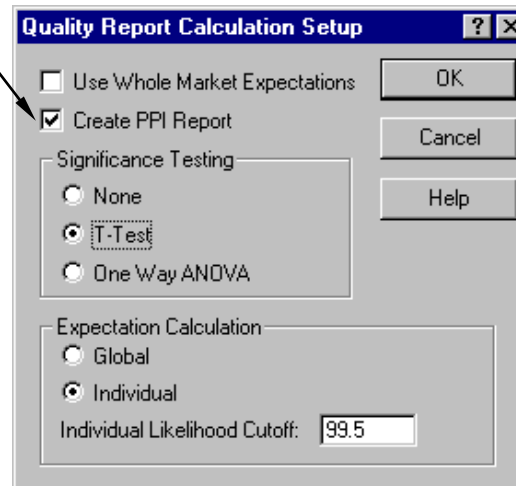 Quality Report Calculation Setup
Use Whole Market Expectations
OK
Create PPI Report
Cancel
Significance Testing
None
Help
T-Test
One Way ANOVA
Expectation Calculation
Global
Individual
Individual Likelihood Cutoff: 99.5